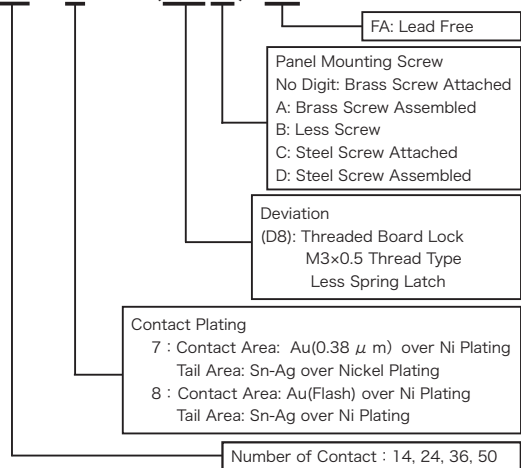 FA: Lead Free
Panel Mounting Screw
No Digit: Brass Screw Attached
A: Brass Screw Assembled
B: Less Screw
C: Steel Screw Attached
D: Steel Screw Assembled
Deviation
(D8): Threaded Board Lock
M3×0.5 Thread Type
Less Spring Latch
Contact Plating
7 : Contact Area: Au(0.38 μ m) over Ni Plating
Tail Area: Sn-Ag over Nickel Plating
8 : Contact Area: Au(Flash) over Ni Plating
Tail Area: Sn-Ag over Ni Plating
Number of Contact : 14, 24, 36, 50